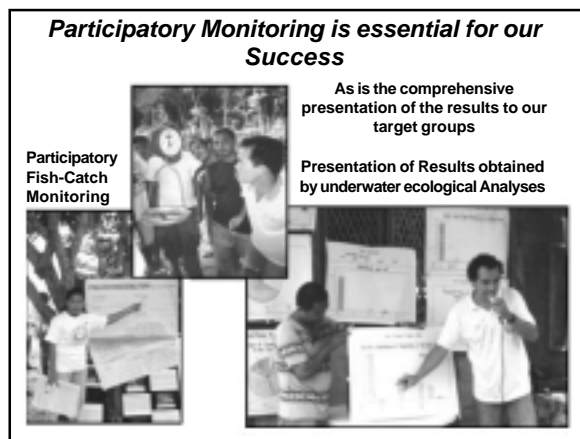 Participatory Monitoring is essential for our
Success
As is the comprehensive
presentation of the results to our
target groups
Participatory
Fish-Catch
Monitoring
Presentation of Results obtained
by underwater ecological Analyses